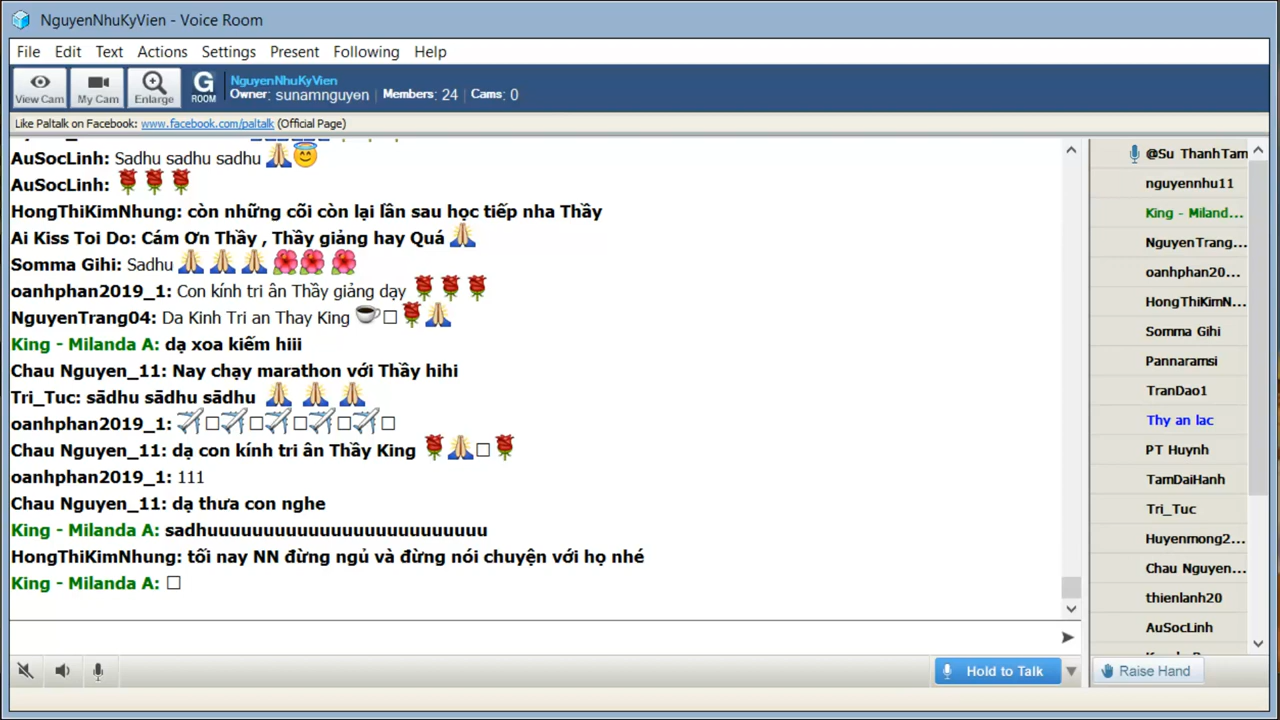 NguyenNhuKyVien - Voice Room
File Edit Text Actions Settings Present Following Help
View Cam My Cam Enlarge G ROOM
NguyenNhuKyVien
Owner: sunamnguyen Members: 24 Cams: 0
Like Paltalk on Facebook: www.facebook.com/paltalk (Official Page)
AuSocLinh: Sadhu sadhu sadhu 🙏😇
AuSocLinh: 🌹🌹🌹
HongThiKimNhung: còn những cõi còn lại lần sau học tiếp nha Thầy
Ai Kiss Toi Do: Cám Ơn Thầy , Thầy giảng hay Quá 🙏
Somma Gihi: Sadhu 🙏 🙏 🙏 🌺🌺 🌺
oanhphan2019_1: Con kính tri ân Thầy giảng dạy 🌹🌹🌹
NguyenTrang04: Da Kinh Tri an Thay King ☕□🌹🙏
King - Milanda A: dạ xoa kiếm hiii
Chau Nguyen_11: Nay chạy marathon với Thầy hihi
Tri_Tuc: sādhu sādhu sādhu 🙏 🙏 🙏
oanhphan2019_1: ✈□✈□✈□✈□✈□
Chau Nguyen_11: dạ con kính tri ân Thầy King 🌹🙏□🌹
oanhphan2019_1: 111
Chau Nguyen_11: dạ thưa con nghe
King - Milanda A: sadhuuuuuuuuuuuuuuuuuuuuuuuuu
HongThiKimNhung: tối nay NN đừng ngủ và đừng nói chuyện với họ nhé
King - Milanda A: □
@Su ThanhTam
nguyennhu11
King - Miland...
NguyenTrang...
oanhphan20...
HongThiKimN...
Somma Gihi
Pannaramsi
TranDao1
Thy an lac
PT Huynh
TamDaiHanh
Tri_Tuc
Huyenmong2...
Chau Nguyen...
thienlanh20
AuSocLinh
Hold to Talk
Raise Hand